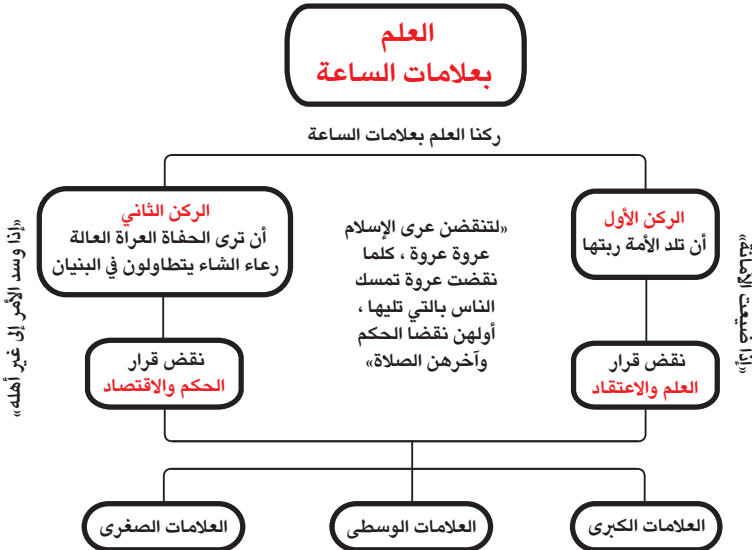 العلم
بعلامات الساعة
ركنا العلم بعلامات الساعة
«إذا ضيعت الأمانة»
الركن الأول
أن تلد الأمة ربتها
نقض قرار
العلم والاعتقاد
«لتنقضن عرى الإسلام
عروة عروة ، كلما
نقضت عروة تمسك
الناس بالتي تليها ،
أولهن نقضا الحكم
وآخرهن الصلاة»
الركن الثاني
أن ترى الحفاة العراة العالة
رعاء الشاء يتطاولون في البنيان
نقض قرار
الحكم والاقتصاد
«إذا وسد الأمر إلى غير أهله»
العلامات الكبرى
العلامات الوسطى
العلامات الصغرى